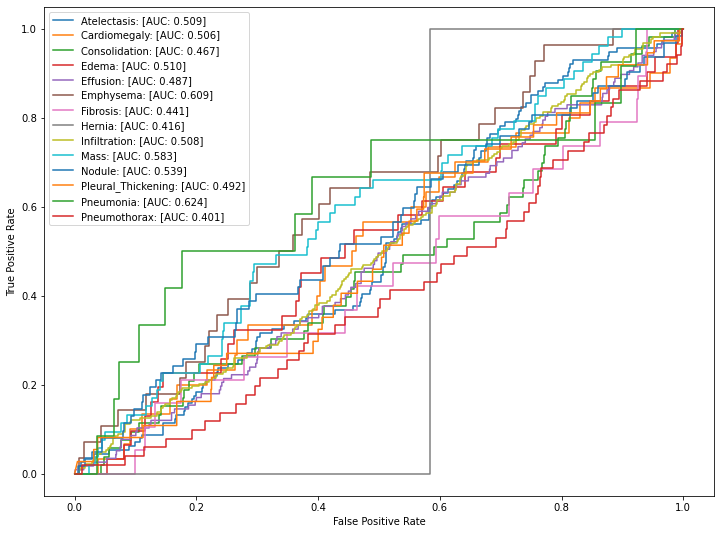 Atelectasis: [AUC: 0.509]
Cardiomegaly: [AUC: 0.506]
Consolidation: [AUC: 0.467]
Edema: [AUC: 0.510]
Effusion: [AUC: 0.487]
Emphysema: [AUC: 0.609]
Fibrosis: [AUC: 0.441]
Hernia: [AUC: 0.416]
Infiltration: [AUC: 0.508]
Mass: [AUC: 0.583]
Nodule: [AUC: 0.539]
Pleural_Thickening: [AUC: 0.492]
Pneumonia: [AUC: 0.624]
Pneumothorax: [AUC: 0.401]
True Positive Rate
1.0
0.8
0.6
0.4
0.2
0.0
0.0 0.2 0.4 0.6 0.8 1.0
False Positive Rate